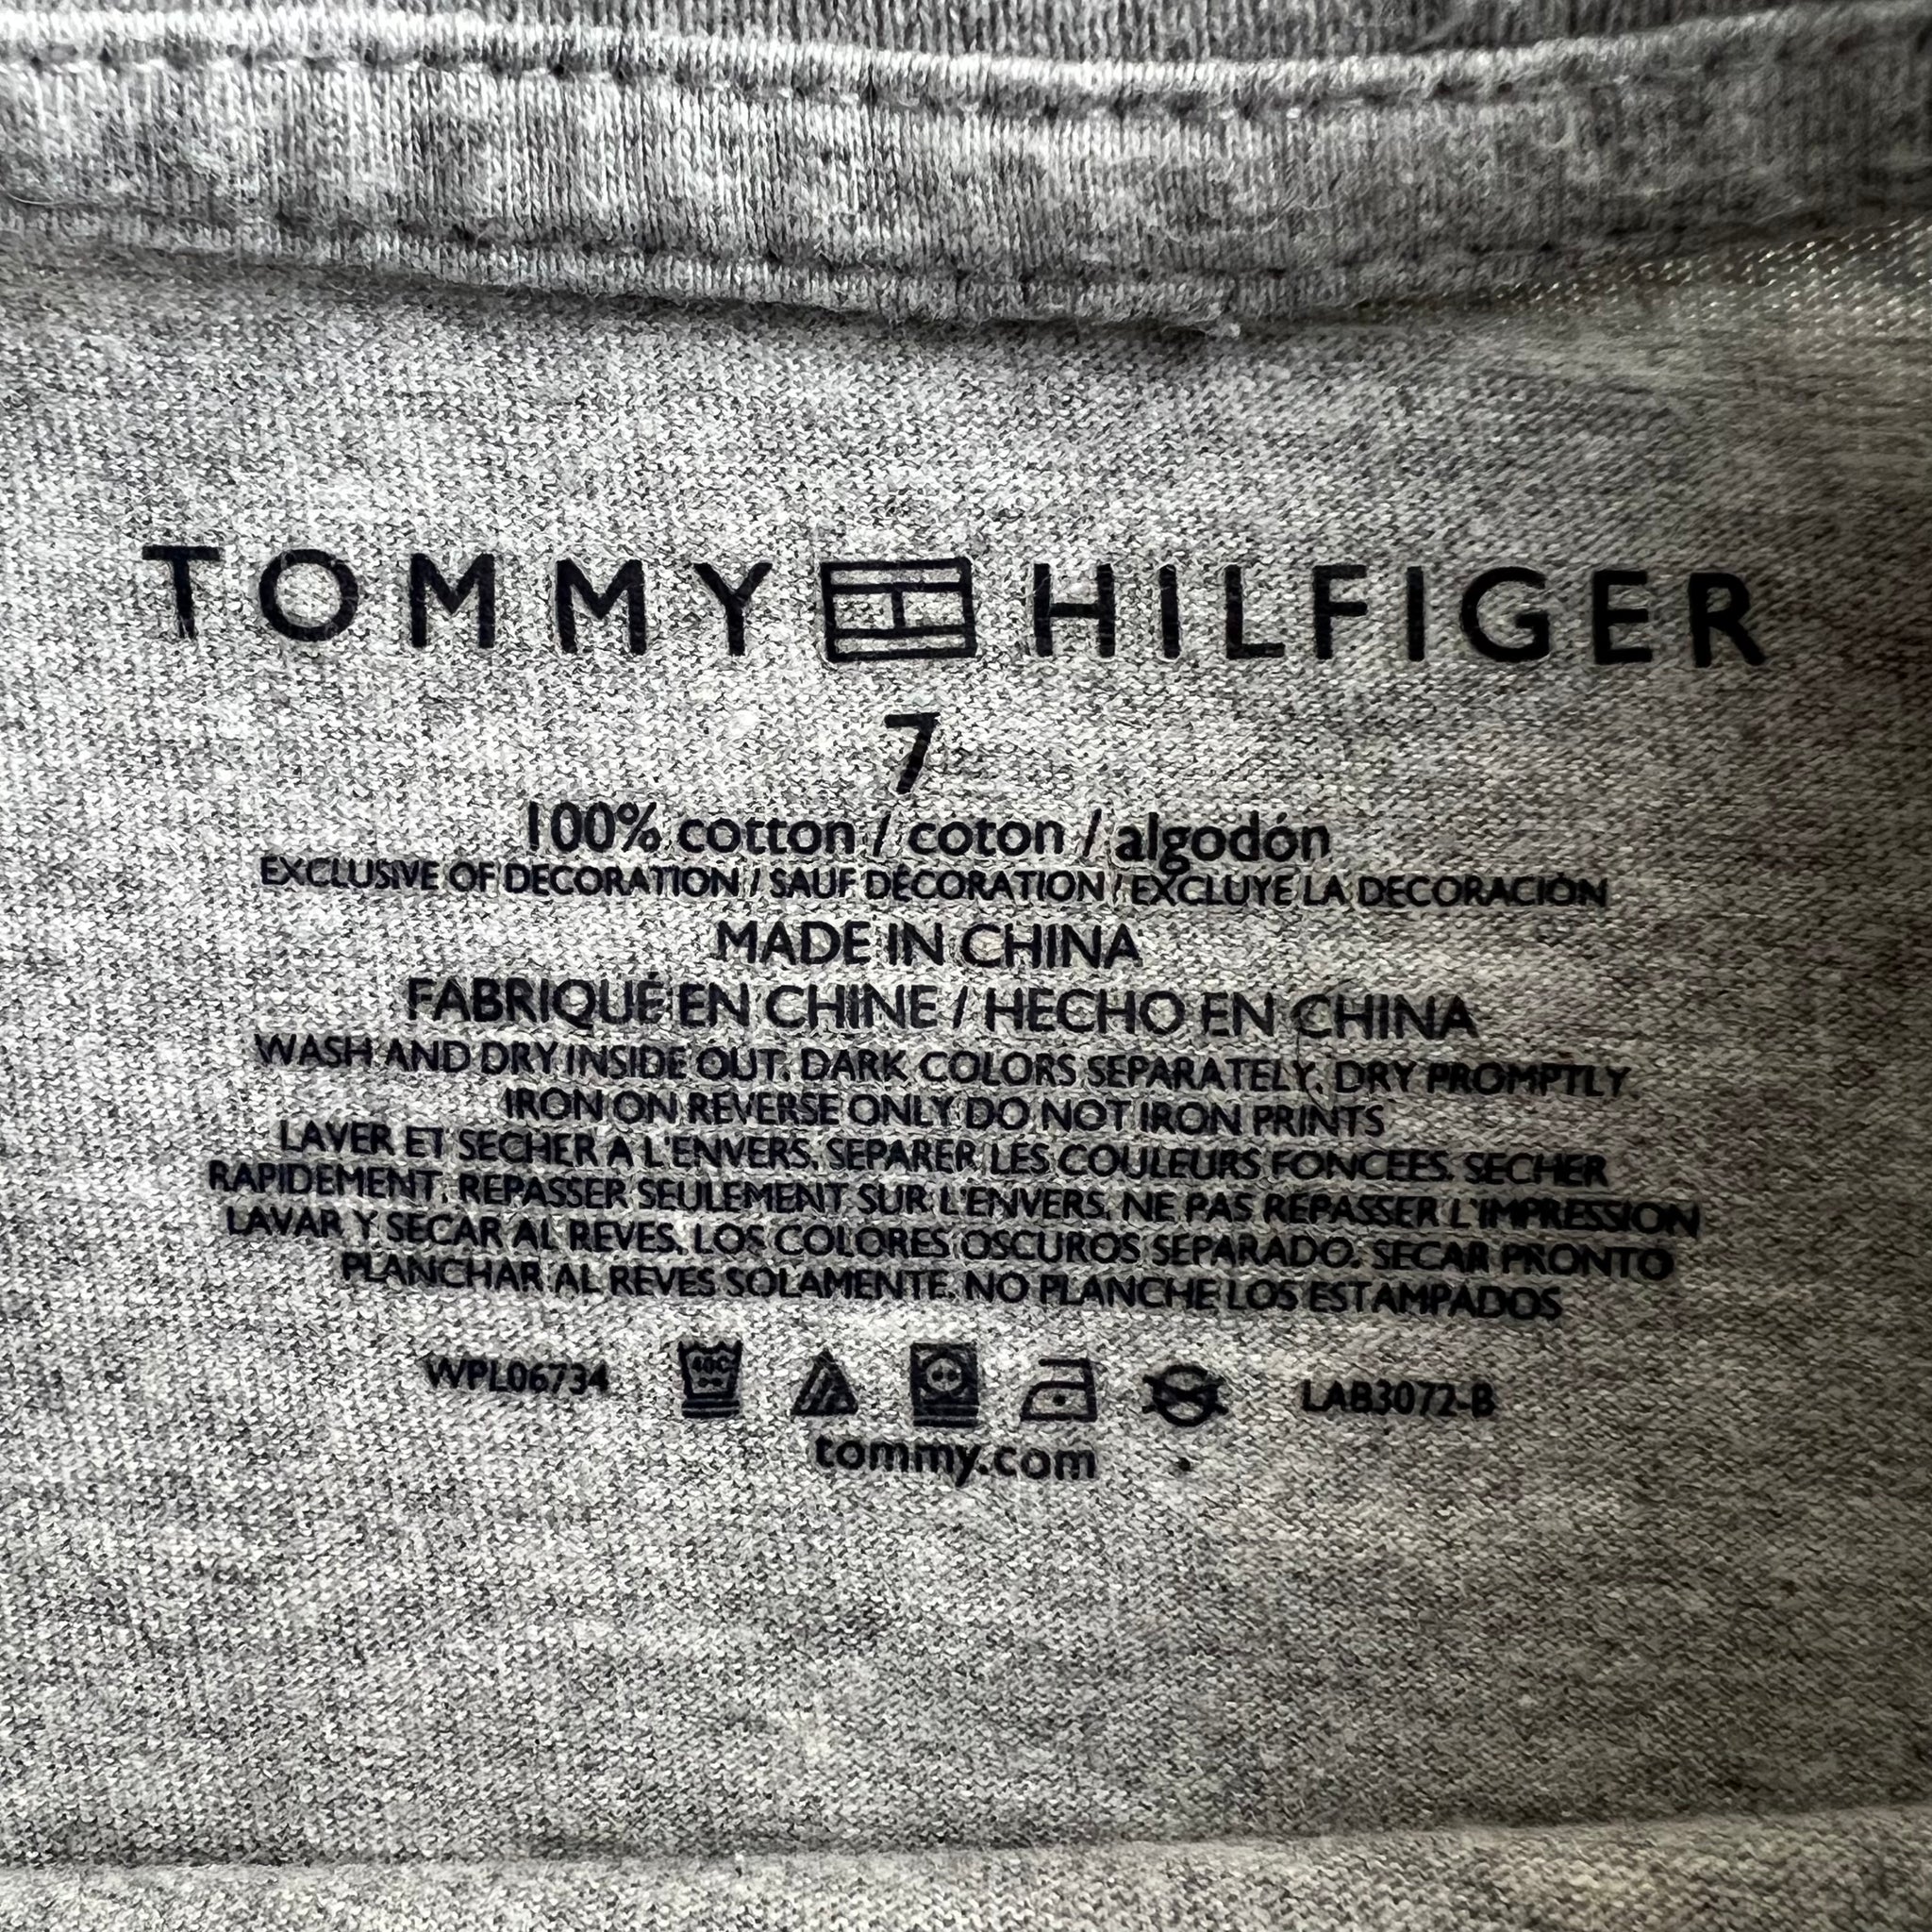 TOMMY HILFIGER
7
100% cotton / coton / algodón
EXCLUSIVE OF DECORATION / SAUF DÉCORATION / EXCLUYE LA DECORACIÓN
MADE IN CHINA
FABRIQUÉ EN CHINE / HECHO EN CHINA
WASH AND DRY INSIDE OUT. DARK COLORS SEPARATELY. DRY PROMPTLY.
IRON ON REVERSE ONLY DO NOT IRON PRINTS
LAVER ET SECHER A L'ENVERS. SEPARER LES COULEURS FONCEES. SECHER
RAPIDEMENT. REPASSER SEULEMENT SUR L'ENVERS. NE PAS REPASSER L'IMPRESSION
LAVAR Y SECAR AL REVES. LOS COLORES OSCUROS SEPARADO. SECAR PRONTO
PLANCHAR AL REVES SOLAMENTE. NO PLANCHE LOS ESTAMPADOS
WPL06734 40C LAB3072-B
tommy.com